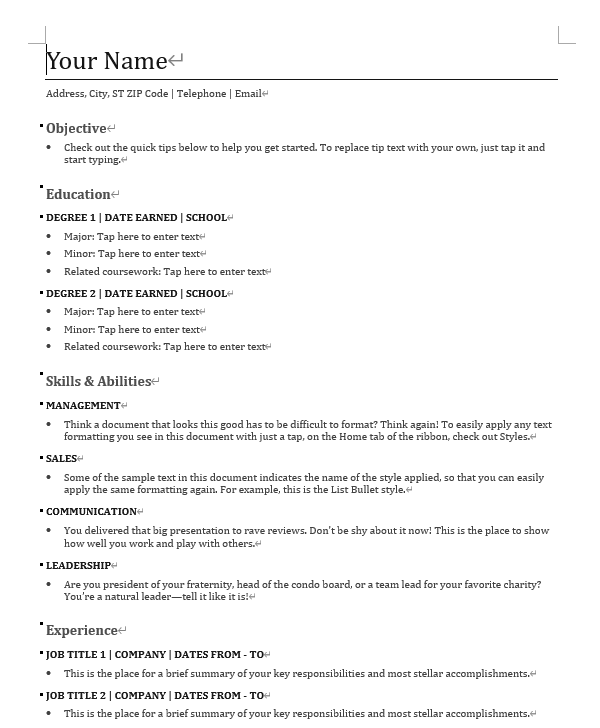 Your Name
Address, City, ST ZIP Code | Telephone | Email
Objective
Check out the quick tips below to help you get started. To replace tip text with your own, just tap it and
start typing.
Education
DEGREE 1 | DATE EARNED | SCHOOL
Major: Tap here to enter text
Minor: Tap here to enter text
Related coursework: Tap here to enter text
DEGREE 2 | DATE EARNED | SCHOOL
Major: Tap here to enter text
Minor: Tap here to enter text
Related coursework: Tap here to enter text
Skills & Abilities
MANAGEMENT
Think a document that looks this good has to be difficult to format? Think again! To easily apply any text
formatting you see in this document with just a tap, on the Home tab of the ribbon, check out Styles.
SALES
Some of the sample text in this document indicates the name of the style applied, so that you can easily
apply the same formatting again. For example, this is the List Bullet style.
COMMUNICATION
You delivered that big presentation to rave reviews. Don't be shy about it now! This is the place to show
how well you work and play with others.
LEADERSHIP
Are you president of your fraternity, head of the condo board, or a team lead for your favorite charity?
You're a natural leader—tell it like it is!
Experience
JOB TITLE 1 | COMPANY | DATES FROM - TO
This is the place for a brief summary of your key responsibilities and most stellar accomplishments.
JOB TITLE 2 | COMPANY | DATES FROM - TO
This is the place for a brief summary of your key responsibilities and most stellar accomplishments.